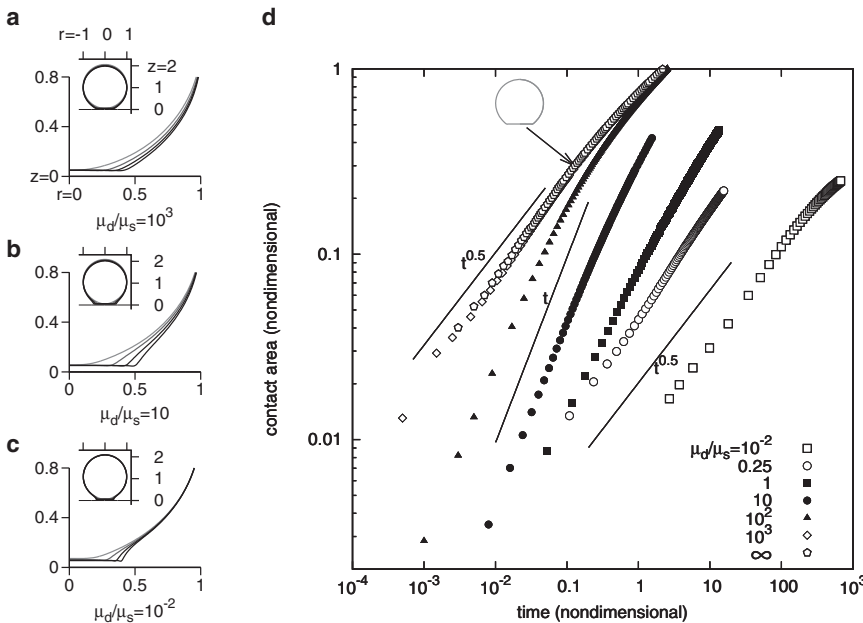 a
r=-1 0 1
z=2
1
0
0.8
0.4
z=0
r=0
0.5
1
μd/μs=10³
b
2
1
0
0.8
0.4
0
0
0.5
1
μd/μs=10
c
2
1
0
0.8
0.4
0
0
0.5
1
μd/μs=10⁻²
d
1
0.1
0.01
contact area (nondimensional)
t⁰·⁵
t
t⁰·⁵
μd/μs=10⁻²
0.25
1
10
10²
10³
∞
10⁻⁴ 10⁻³ 10⁻² 0.1 1 10 100 10³
time (nondimensional)